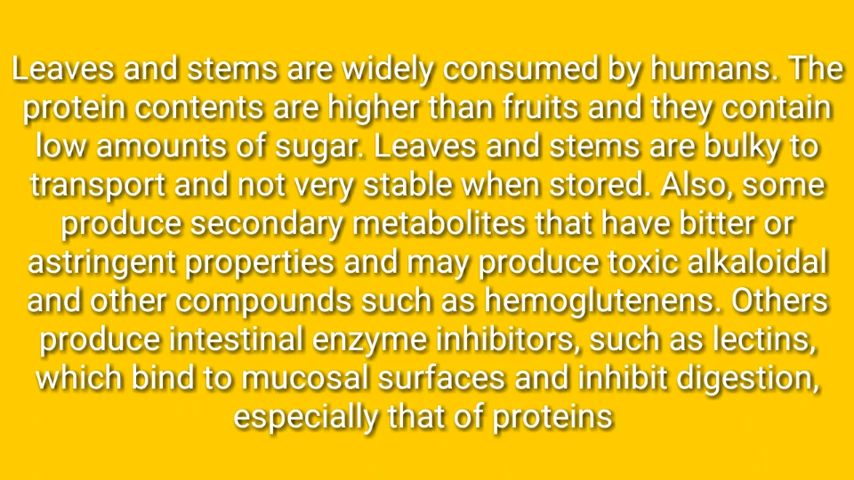 Leaves and stems are widely consumed by humans. The
protein contents are higher than fruits and they contain
low amounts of sugar. Leaves and stems are bulky to
transport and not very stable when stored. Also, some
produce secondary metabolites that have bitter or
astringent properties and may produce toxic alkaloidal
and other compounds such as hemoglutenens. Others
produce intestinal enzyme inhibitors, such as lectins,
which bind to mucosal surfaces and inhibit digestion,
especially that of proteins